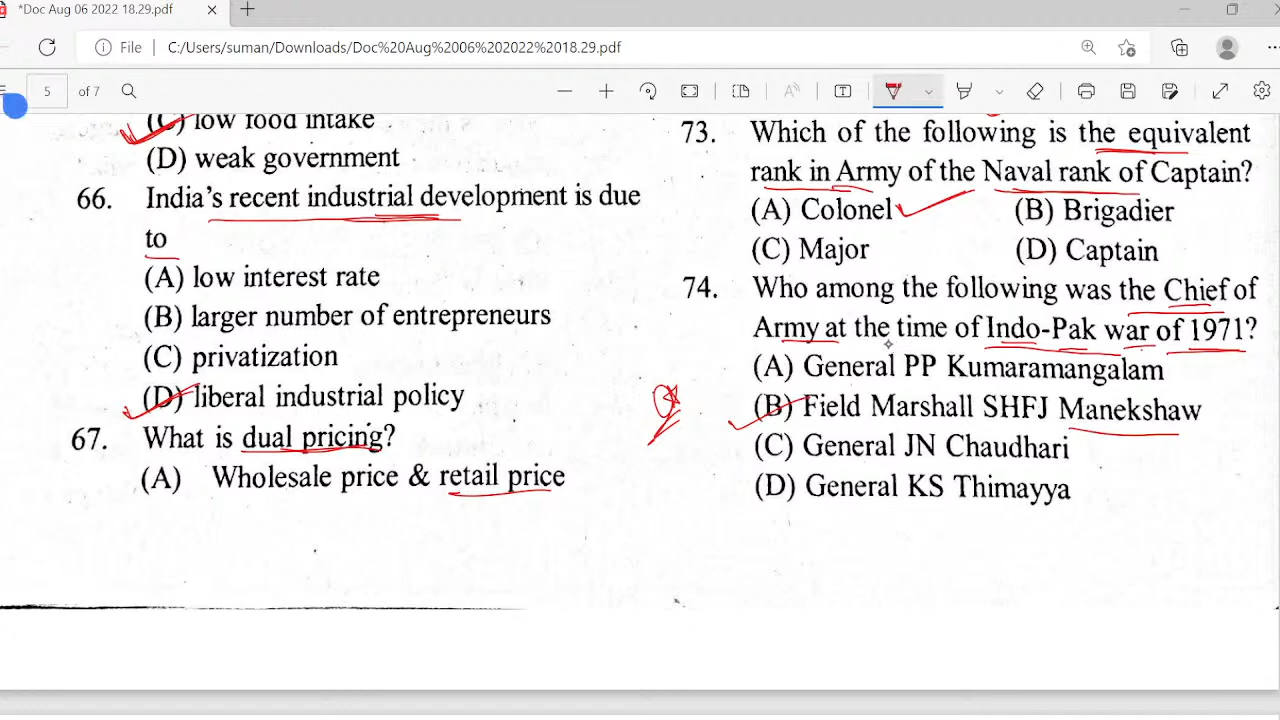 *Doc Aug 06 2022 18.29.pdf
File C:/Users/suman/Downloads/Doc%20Aug%2006%202022%2018.29.pdf
5 of 7
(C) low food intake
(D) weak government
66. India's recent industrial development is due
to
(A) low interest rate
(B) larger number of entrepreneurs
(C) privatization
(D) liberal industrial policy
67. What is dual pricing?
(A) Wholesale price & retail price
73. Which of the following is the equivalent
rank in Army of the Naval rank of Captain?
(A) Colonel (B) Brigadier
(C) Major (D) Captain
74. Who among the following was the Chief of
Army at the time of Indo-Pak war of 1971?
(A) General PP Kumaramangalam
(B) Field Marshall SHFJ Manekshaw
(C) General JN Chaudhari
(D) General KS Thimayya